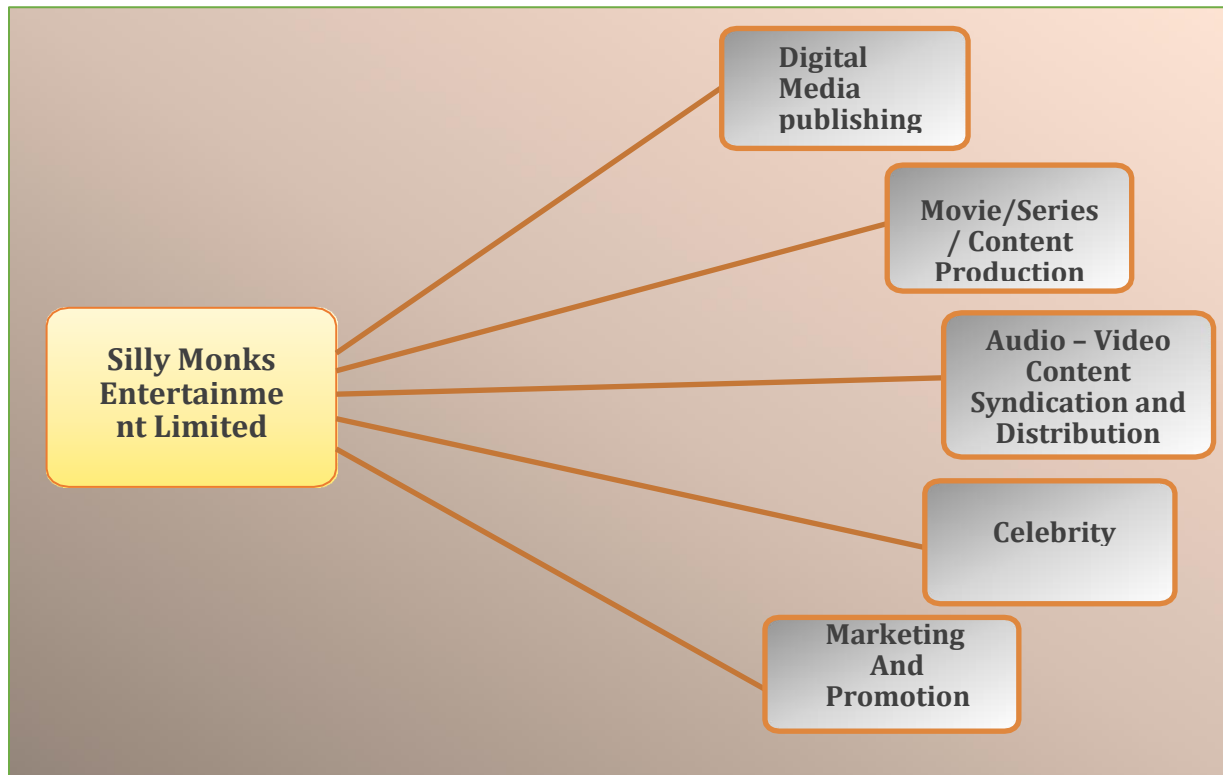 Digital
Media
publishing
Movie/Series
/ Content
Production
Silly Monks
Entertainme
nt Limited
Audio – Video
Content
Syndication and
Distribution
Celebrity
Marketing
And
Promotion